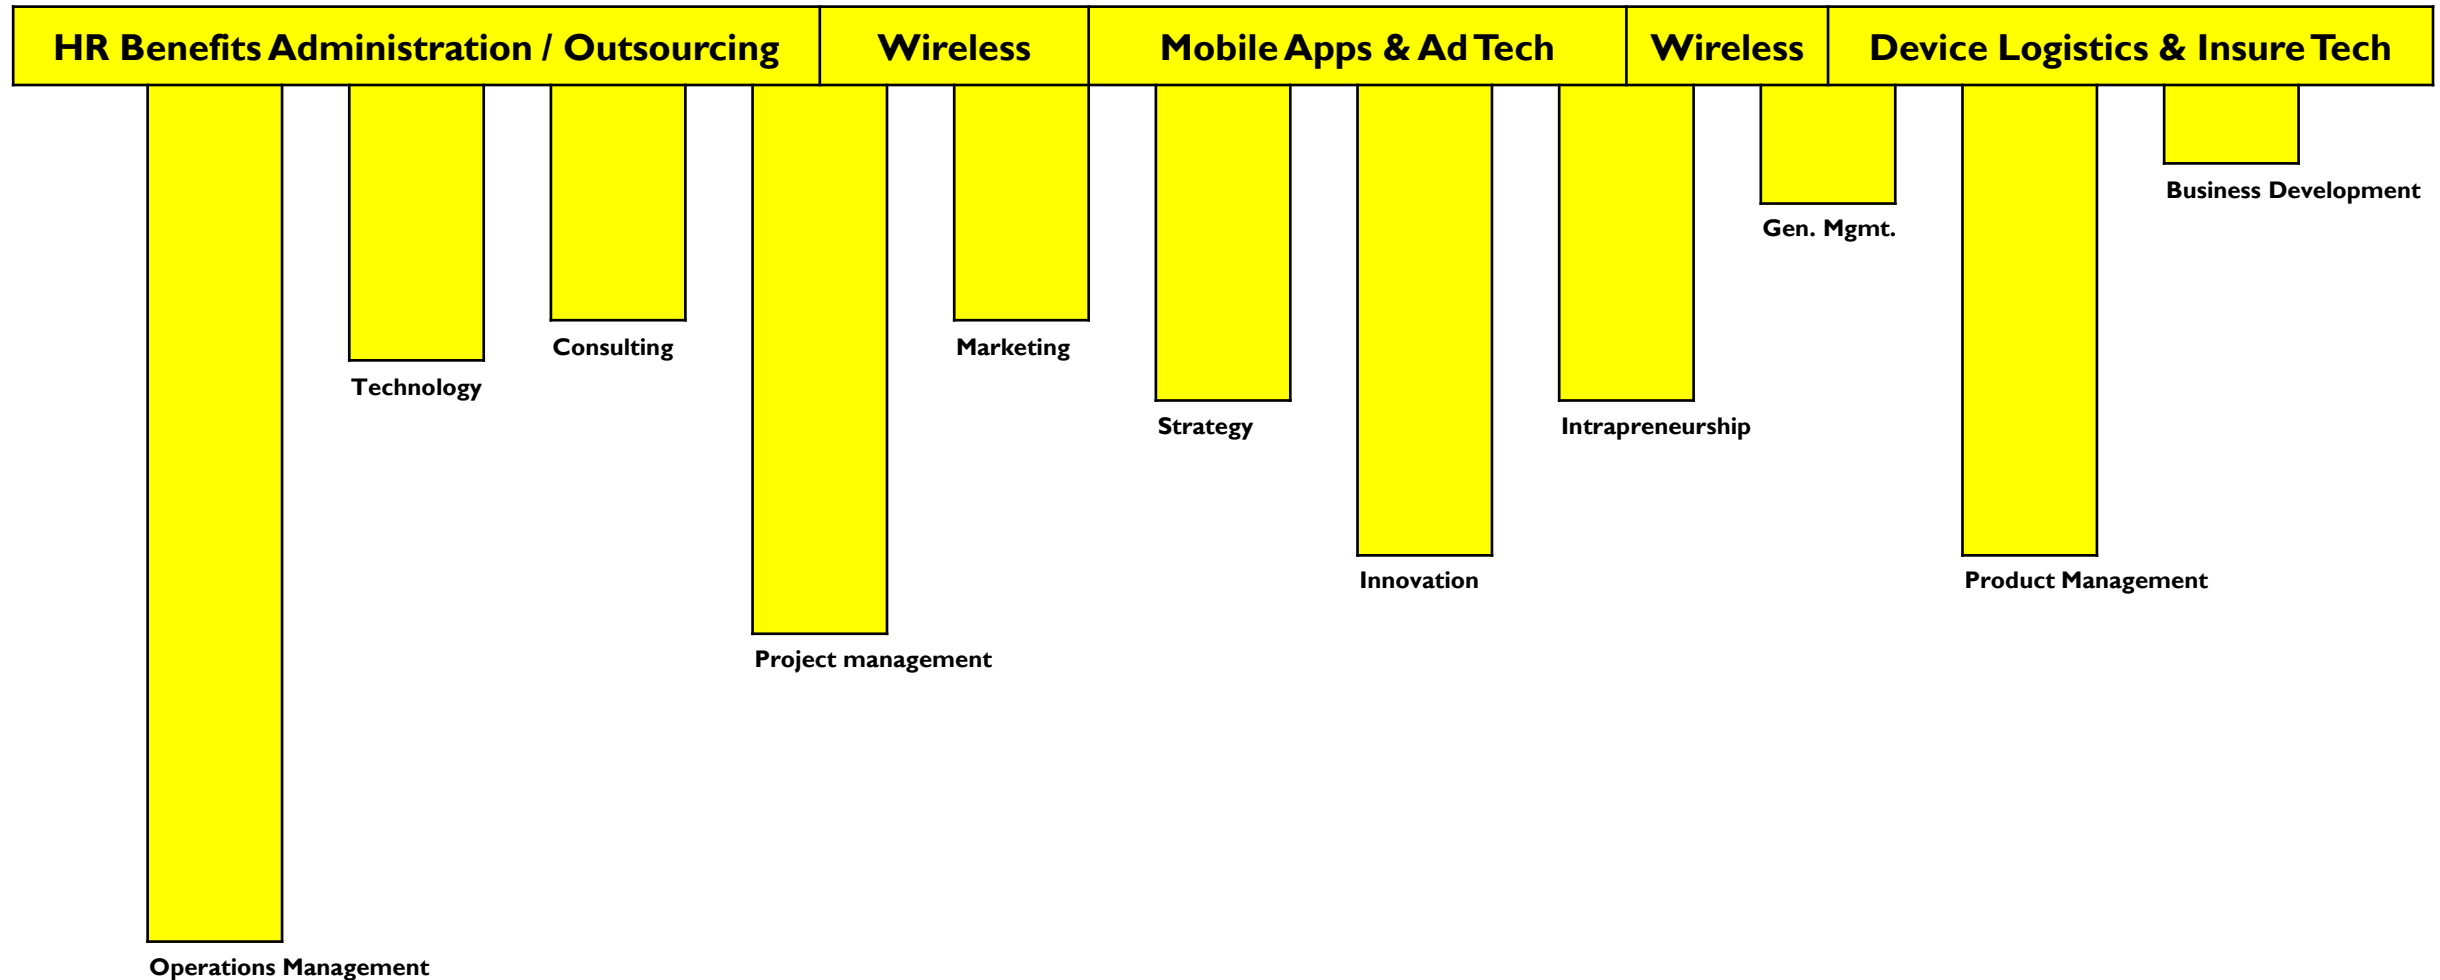 HR Benefits Administration / Outsourcing
Wireless
Mobile Apps & Ad Tech
Wireless
Device Logistics & Insure Tech
Business Development
Gen. Mgmt.
Consulting
Marketing
Technology
Strategy
Intrapreneurship
Innovation
Product Management
Project management
Operations Management